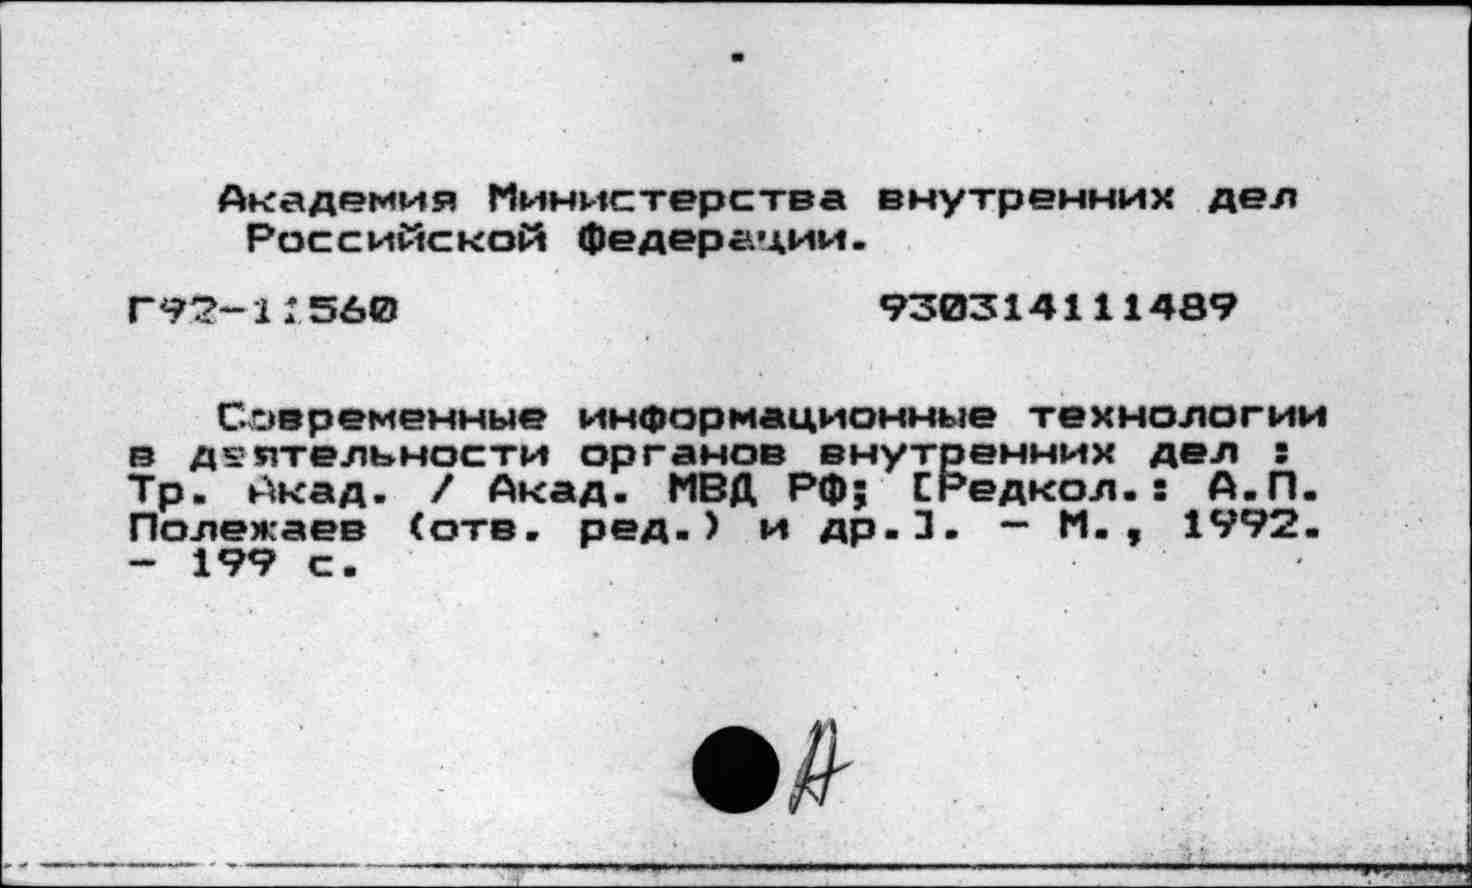 Академия Министерства внутренних дел
Российской Федерации.
Г92-11560 930314111489
Современные информационные технологии
в деятельности органов внутренних дел :
Тр. Акад. / Акад. МВД РФ; [Редкол.: А.П.
Полежаев (отв. ред.) и др.]. - М., 1992.
- 199 с.
А